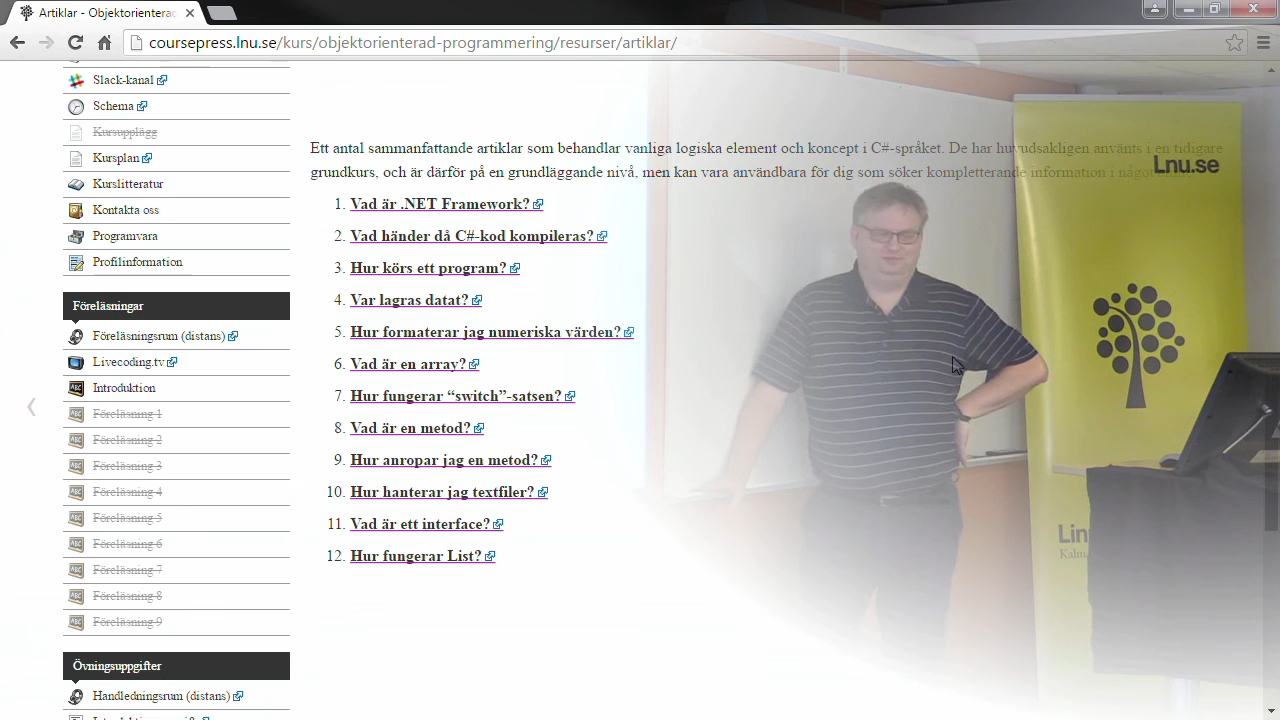 Artiklar - Objektorienterad
coursepress.lnu.se/kurs/objektorienterad-programmering/resurser/artiklar/
Slack-kanal
Schema
Kursupplägg
Kursplan
Kurslitteratur
Kontakta oss
Programvara
Profilinformation
Föreläsningar
Föreläsningsrum (distans)
Livecoding.tv
Introduktion
Föreläsning 1
Föreläsning 2
Föreläsning 3
Föreläsning 4
Föreläsning 5
Föreläsning 6
Föreläsning 7
Föreläsning 8
Föreläsning 9
Övningsuppgifter
Handledningsrum (distans)
Ett antal sammanfattande artiklar som behandlar vanliga logiska element och koncept i C#-språket. De har huvudsakligen använts i en tidigare
grundkurs, och är därför på en grundläggande nivå, men kan vara användbara för dig som söker kompletterande information i något
1. Vad är .NET Framework?
2. Vad händer då C#-kod kompileras?
3. Hur körs ett program?
4. Var lagras datat?
5. Hur formaterar jag numeriska värden?
6. Vad är en array?
7. Hur fungerar “switch”-satsen?
8. Vad är en metod?
9. Hur anropar jag en metod?
10. Hur hanterar jag textfiler?
11. Vad är ett interface?
12. Hur fungerar List?
Lnu.se